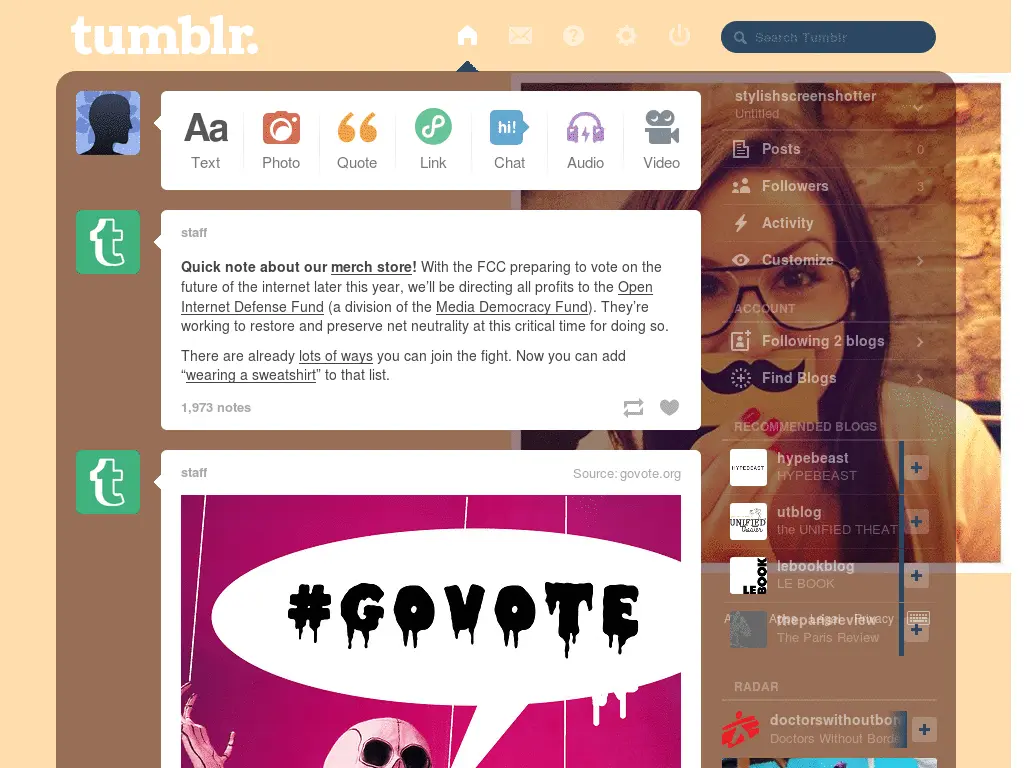 tumblr.
Search Tumblr
Aa
hi!
Text
Photo
Quote
Link
Chat
Audio
Video
staff
Quick note about our merch store! With the FCC preparing to vote on the
future of the internet later this year, we'll be directing all profits to the Open
Internet Defense Fund (a division of the Media Democracy Fund). They're
working to restore and preserve net neutrality at this critical time for doing so.
There are already lots of ways you can join the fight. Now you can add
“wearing a sweatshirt” to that list.
1,973 notes
staff
Source: govote.org
#GOVOTE
stylishscreenshotter
Untitled
Posts 0
Followers 3
Activity
Customize
ACCOUNT
Following 2 blogs
Find Blogs
RECOMMENDED BLOGS
HYPEBEAST
hypebeast
HYPEBEAST
UNIFIED
theater
utblog
the UNIFIED THEAT
LEBOOK
lebookblog
LE BOOK
Legal Privacy
theparisreview
The Paris Review
RADAR
doctorswithoutbor
Doctors Without Borde